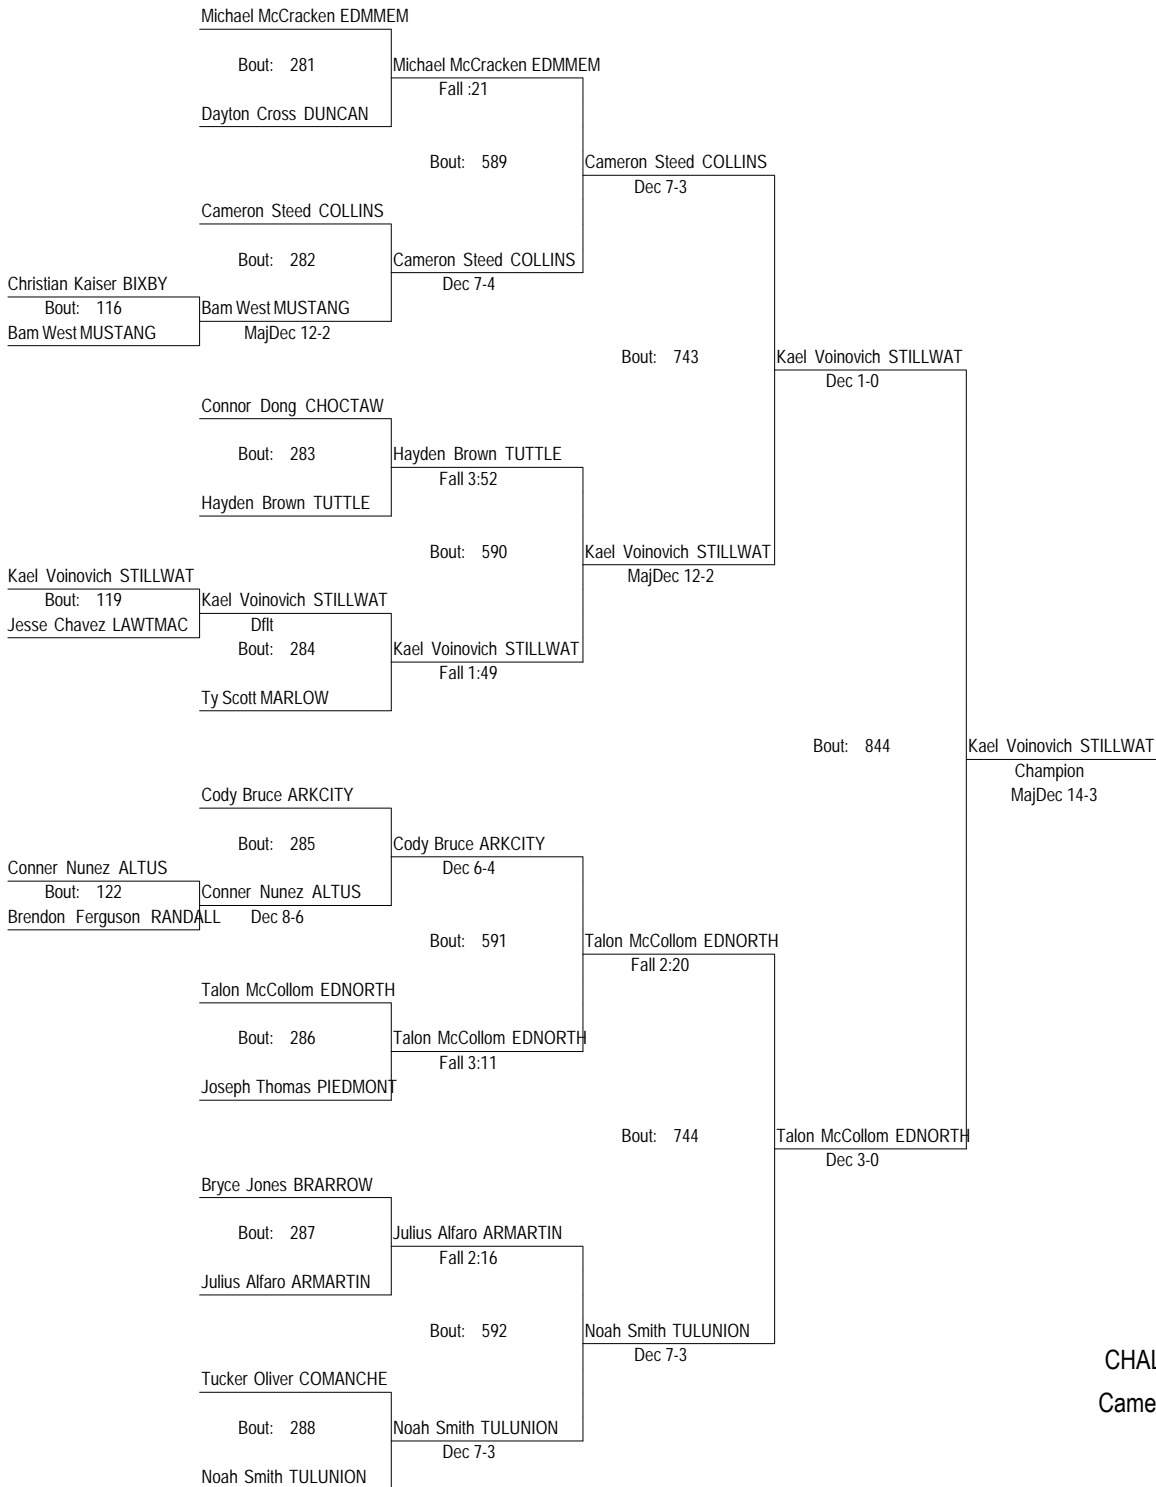 Michael McCracken EDMMEM
Bout: 281
Michael McCracken EDMMEM
Fall :21
Dayton Cross DUNCAN
Bout: 589
Cameron Steed COLLINS
Dec 7-3
Cameron Steed COLLINS
Bout: 282
Cameron Steed COLLINS
Dec 7-4
Christian Kaiser BIXBY
Bout: 116
Bam West MUSTANG
Bam West MUSTANG
MajDec 12-2
Bout: 743
Kael Voinovich STILLWAT
Dec 1-0
Connor Dong CHOCTAW
Bout: 283
Hayden Brown TUTTLE
Fall 3:52
Hayden Brown TUTTLE
Bout: 590
Kael Voinovich STILLWAT
MajDec 12-2
Kael Voinovich STILLWAT
Bout: 119
Kael Voinovich STILLWAT
Jesse Chavez LAWTMAC
Dflt
Bout: 284
Kael Voinovich STILLWAT
Fall 1:49
Ty Scott MARLOW
Bout: 844
Kael Voinovich STILLWAT
Champion
MajDec 14-3
Cody Bruce ARKCITY
Bout: 285
Cody Bruce ARKCITY
Dec 6-4
Conner Nunez ALTUS
Bout: 122
Conner Nunez ALTUS
Brendon Ferguson RANDALL
Dec 8-6
Bout: 591
Talon McCollom EDNORTH
Fall 2:20
Talon McCollom EDNORTH
Bout: 286
Talon McCollom EDNORTH
Fall 3:11
Joseph Thomas PIEDMONT
Bout: 744
Talon McCollom EDNORTH
Dec 3-0
Bryce Jones BRARROW
Bout: 287
Julius Alfaro ARMARTIN
Fall 2:16
Julius Alfaro ARMARTIN
Bout: 592
Noah Smith TULUNION
Dec 7-3
CHAL
Came
Tucker Oliver COMANCHE
Bout: 288
Noah Smith TULUNION
Dec 7-3
Noah Smith TULUNION